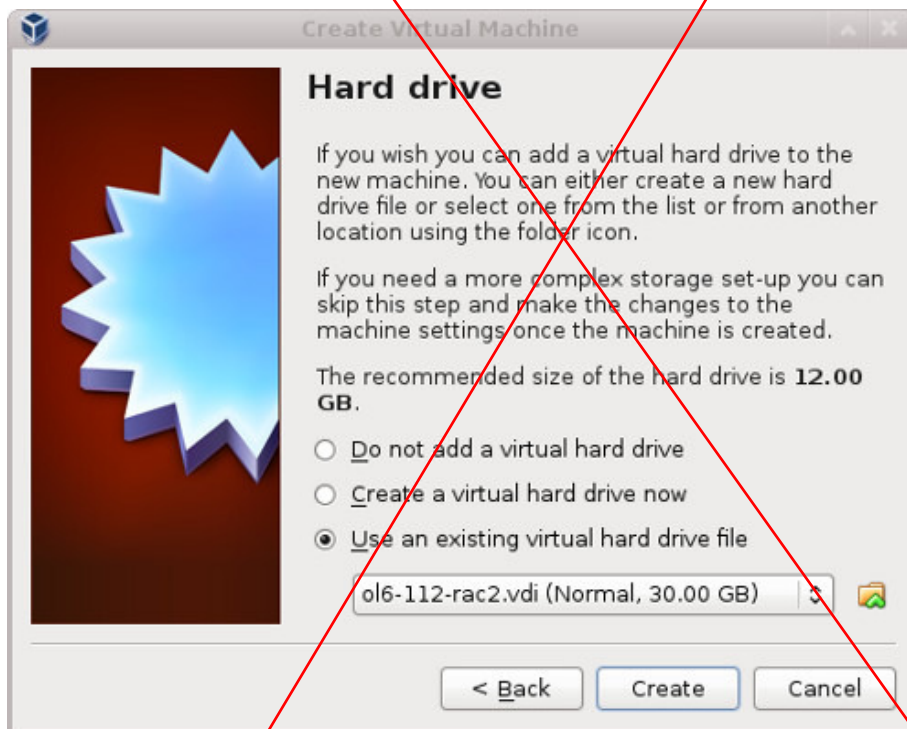 Create Virtual Machine
Hard drive
If you wish you can add a virtual hard drive to the
new machine. You can either create a new hard
drive file or select one from the list or from another
location using the folder icon.
If you need a more complex storage set-up you can
skip this step and make the changes to the
machine settings once the machine is created.
The recommended size of the hard drive is 12.00
GB.
Do not add a virtual hard drive
Create a virtual hard drive now
Use an existing virtual hard drive file
ol6-112-rac2.vdi (Normal, 30.00 GB)
< Back
Create
Cancel